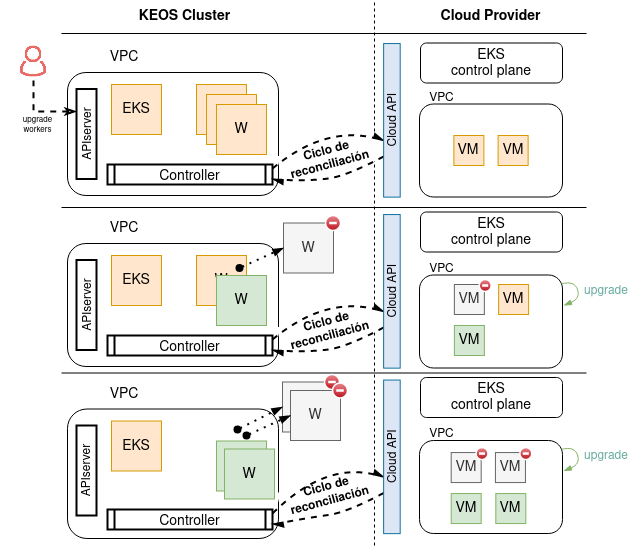 KEOS Cluster
Cloud Provider
VPC
EKS
control plane
VPC
upgrade
workers
APIserver
EKS
W
Controller
Ciclo de
reconciliación
Cloud API
VM
VM
VPC
EKS
control plane
VPC
W
APIserver
EKS
W
Controller
Ciclo de
reconciliación
Cloud API
VM
VM
VM
upgrade
VPC
EKS
control plane
VPC
W
APIserver
EKS
W
Controller
Ciclo de
reconciliación
Cloud API
VM
VM
VM
VM
upgrade